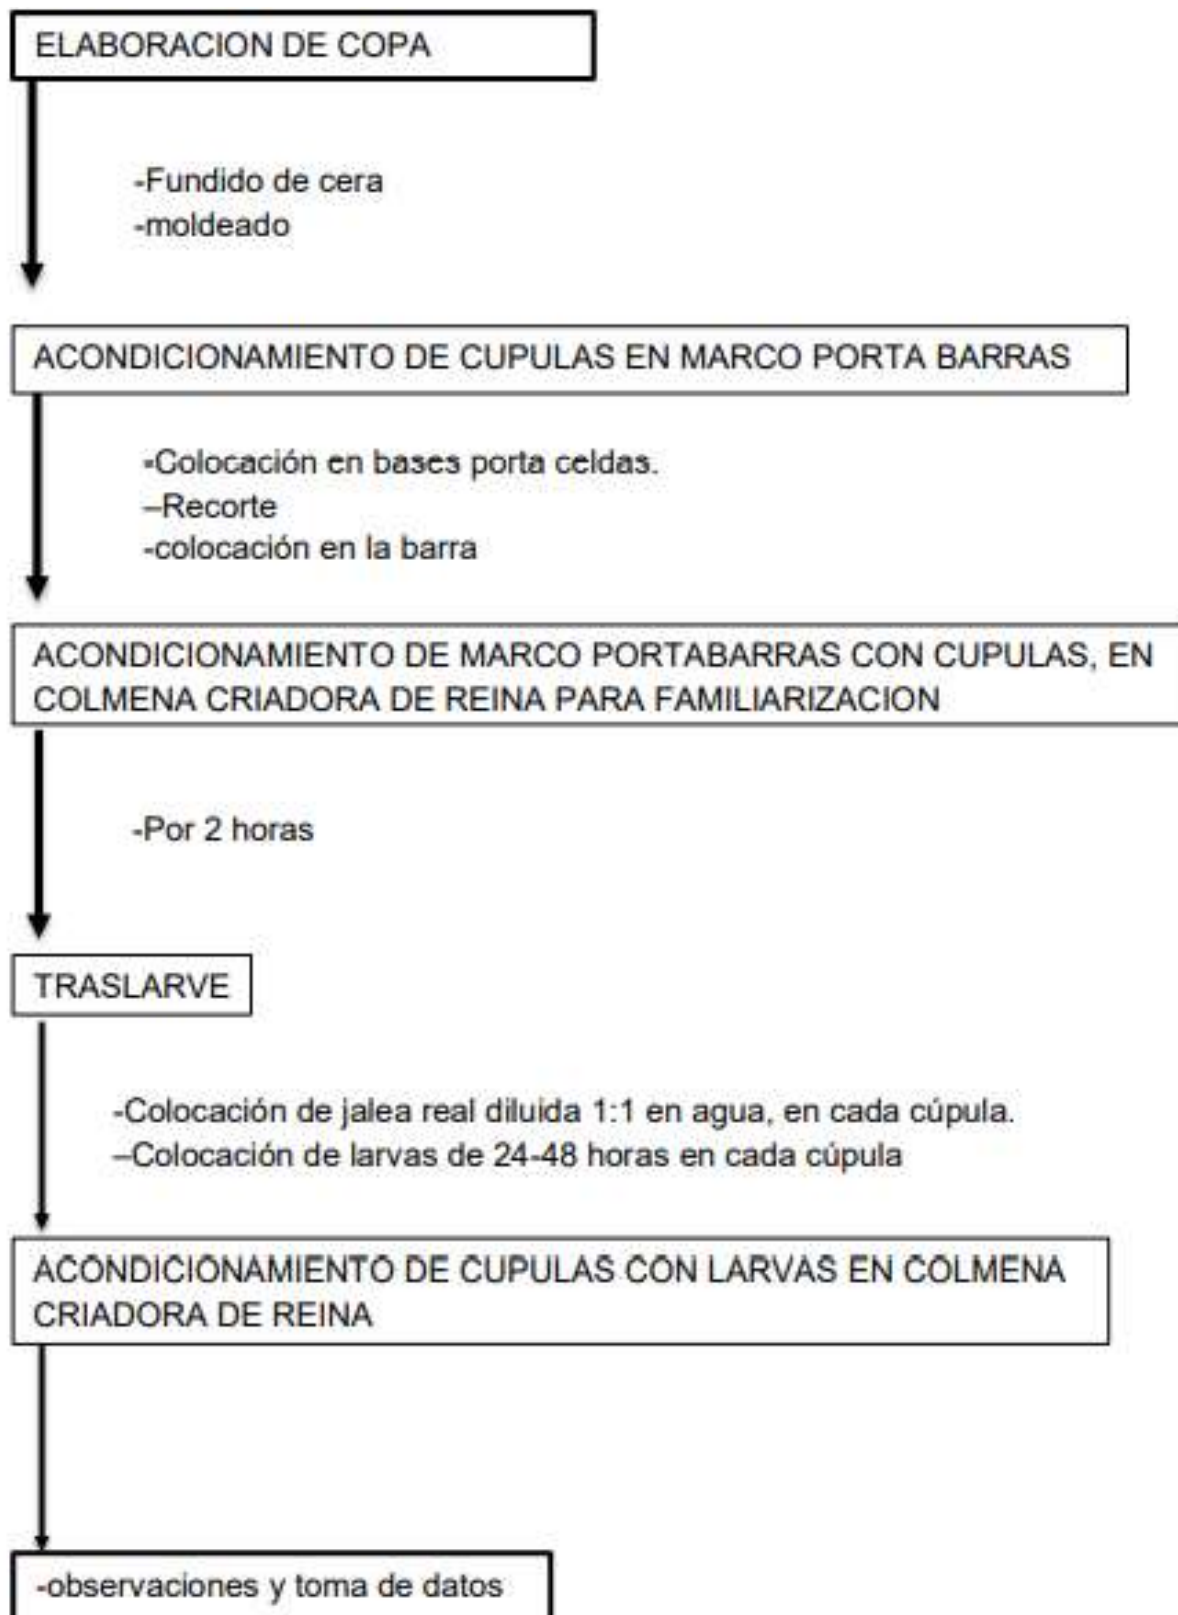 ELABORACION DE COPA
-Fundido de cera
-moldeado
ACONDICIONAMIENTO DE CUPULAS EN MARCO PORTA BARRAS
-Colocación en bases porta celdas.
–Recorte
-colocación en la barra
ACONDICIONAMIENTO DE MARCO PORTABARRAS CON CUPULAS, EN
COLMENA CRIADORA DE REINA PARA FAMILIARIZACION
-Por 2 horas
TRASLARVE
-Colocación de jalea real diluida 1:1 en agua, en cada cúpula.
–Colocación de larvas de 24-48 horas en cada cúpula
ACONDICIONAMIENTO DE CUPULAS CON LARVAS EN COLMENA
CRIADORA DE REINA
-observaciones y toma de datos